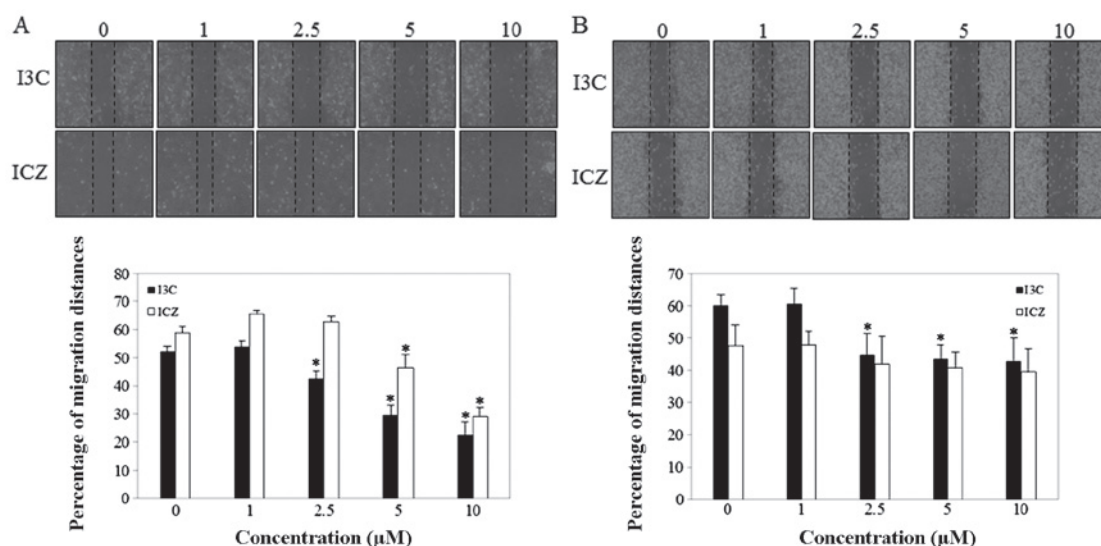 A
0 1 2.5 5 10
I3C
ICZ
Percentage of migration distances
80
70
60
50
40
30
20
10
0
I3C
ICZ
* * * * *
0 1 2.5 5 10
Concentration (µM)
B
0 1 2.5 5 10
I3C
ICZ
Percentage of migration distances
70
60
50
40
30
20
10
0
I3C
ICZ
* * *
0 1 2.5 5 10
Concentration (µM)